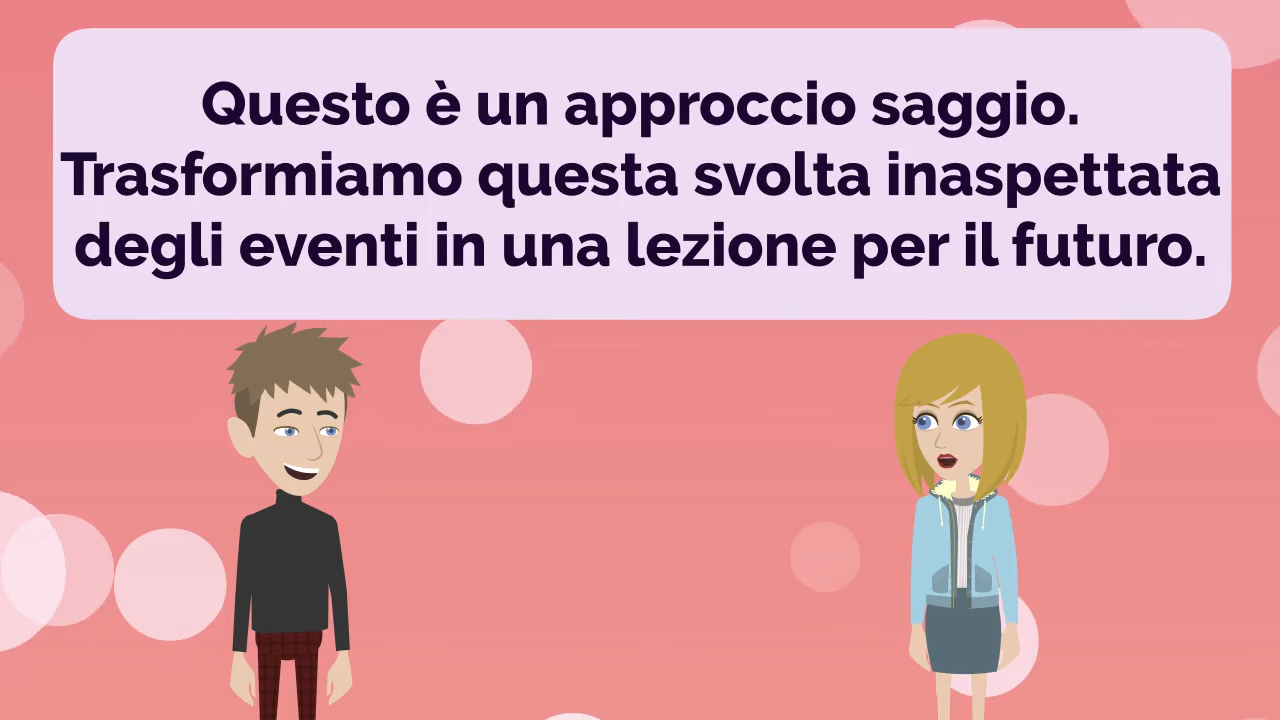 Questo è un approccio saggio.
Trasformiamo questa svolta inaspettata
degli eventi in una lezione per il futuro.